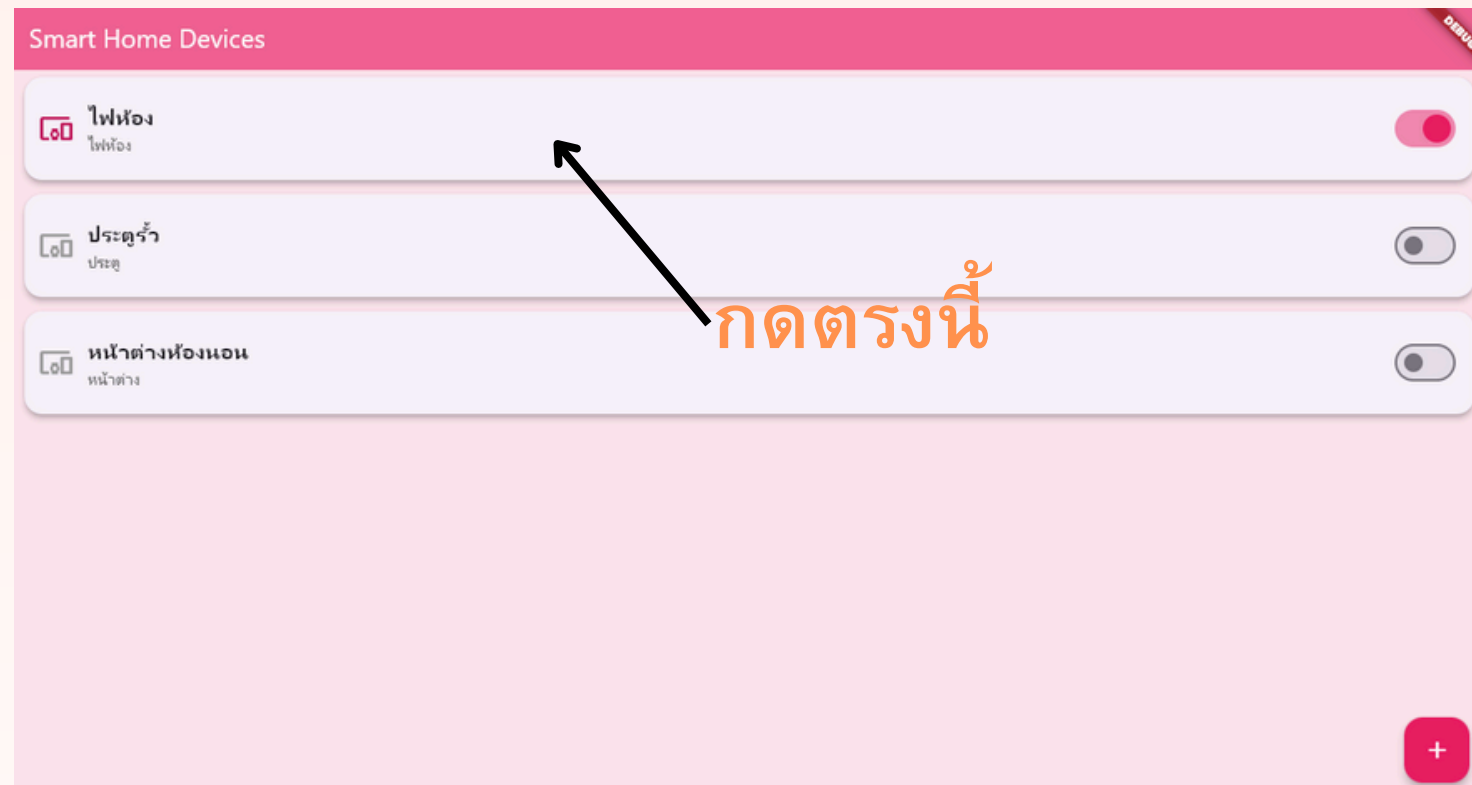 Smart Home Devices
DEBUG
ไฟห้อง
ไฟห้อง
ประตูรั้ว
ประตู
กดตรงนี้
หน้าต่างห้องนอน
หน้าต่าง
+